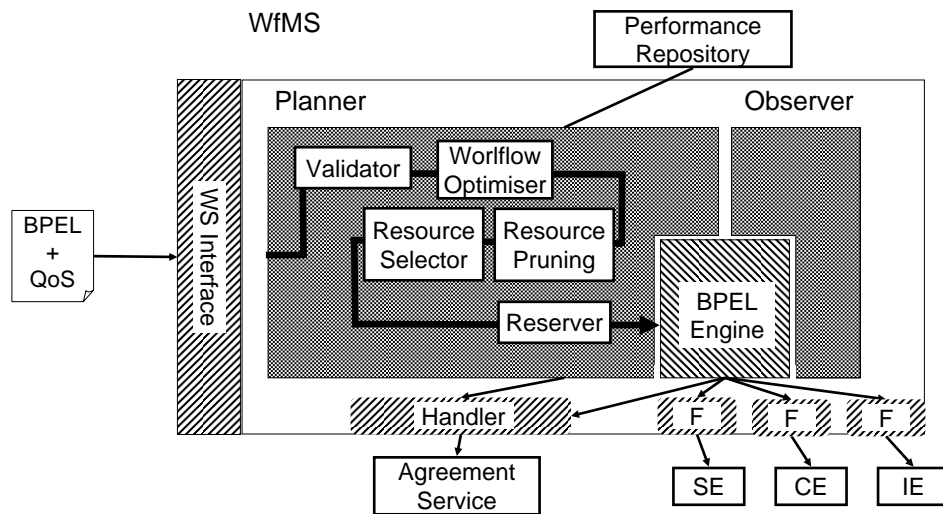 WfMS
Performance
Repository
Planner
Observer
Validator
Worlflow
Optimiser
BPEL
+
QoS
WS Interface
Resource
Selector
Resource
Pruning
BPEL
Engine
Reserver
Handler
F
F
F
Agreement
Service
SE
CE
IE